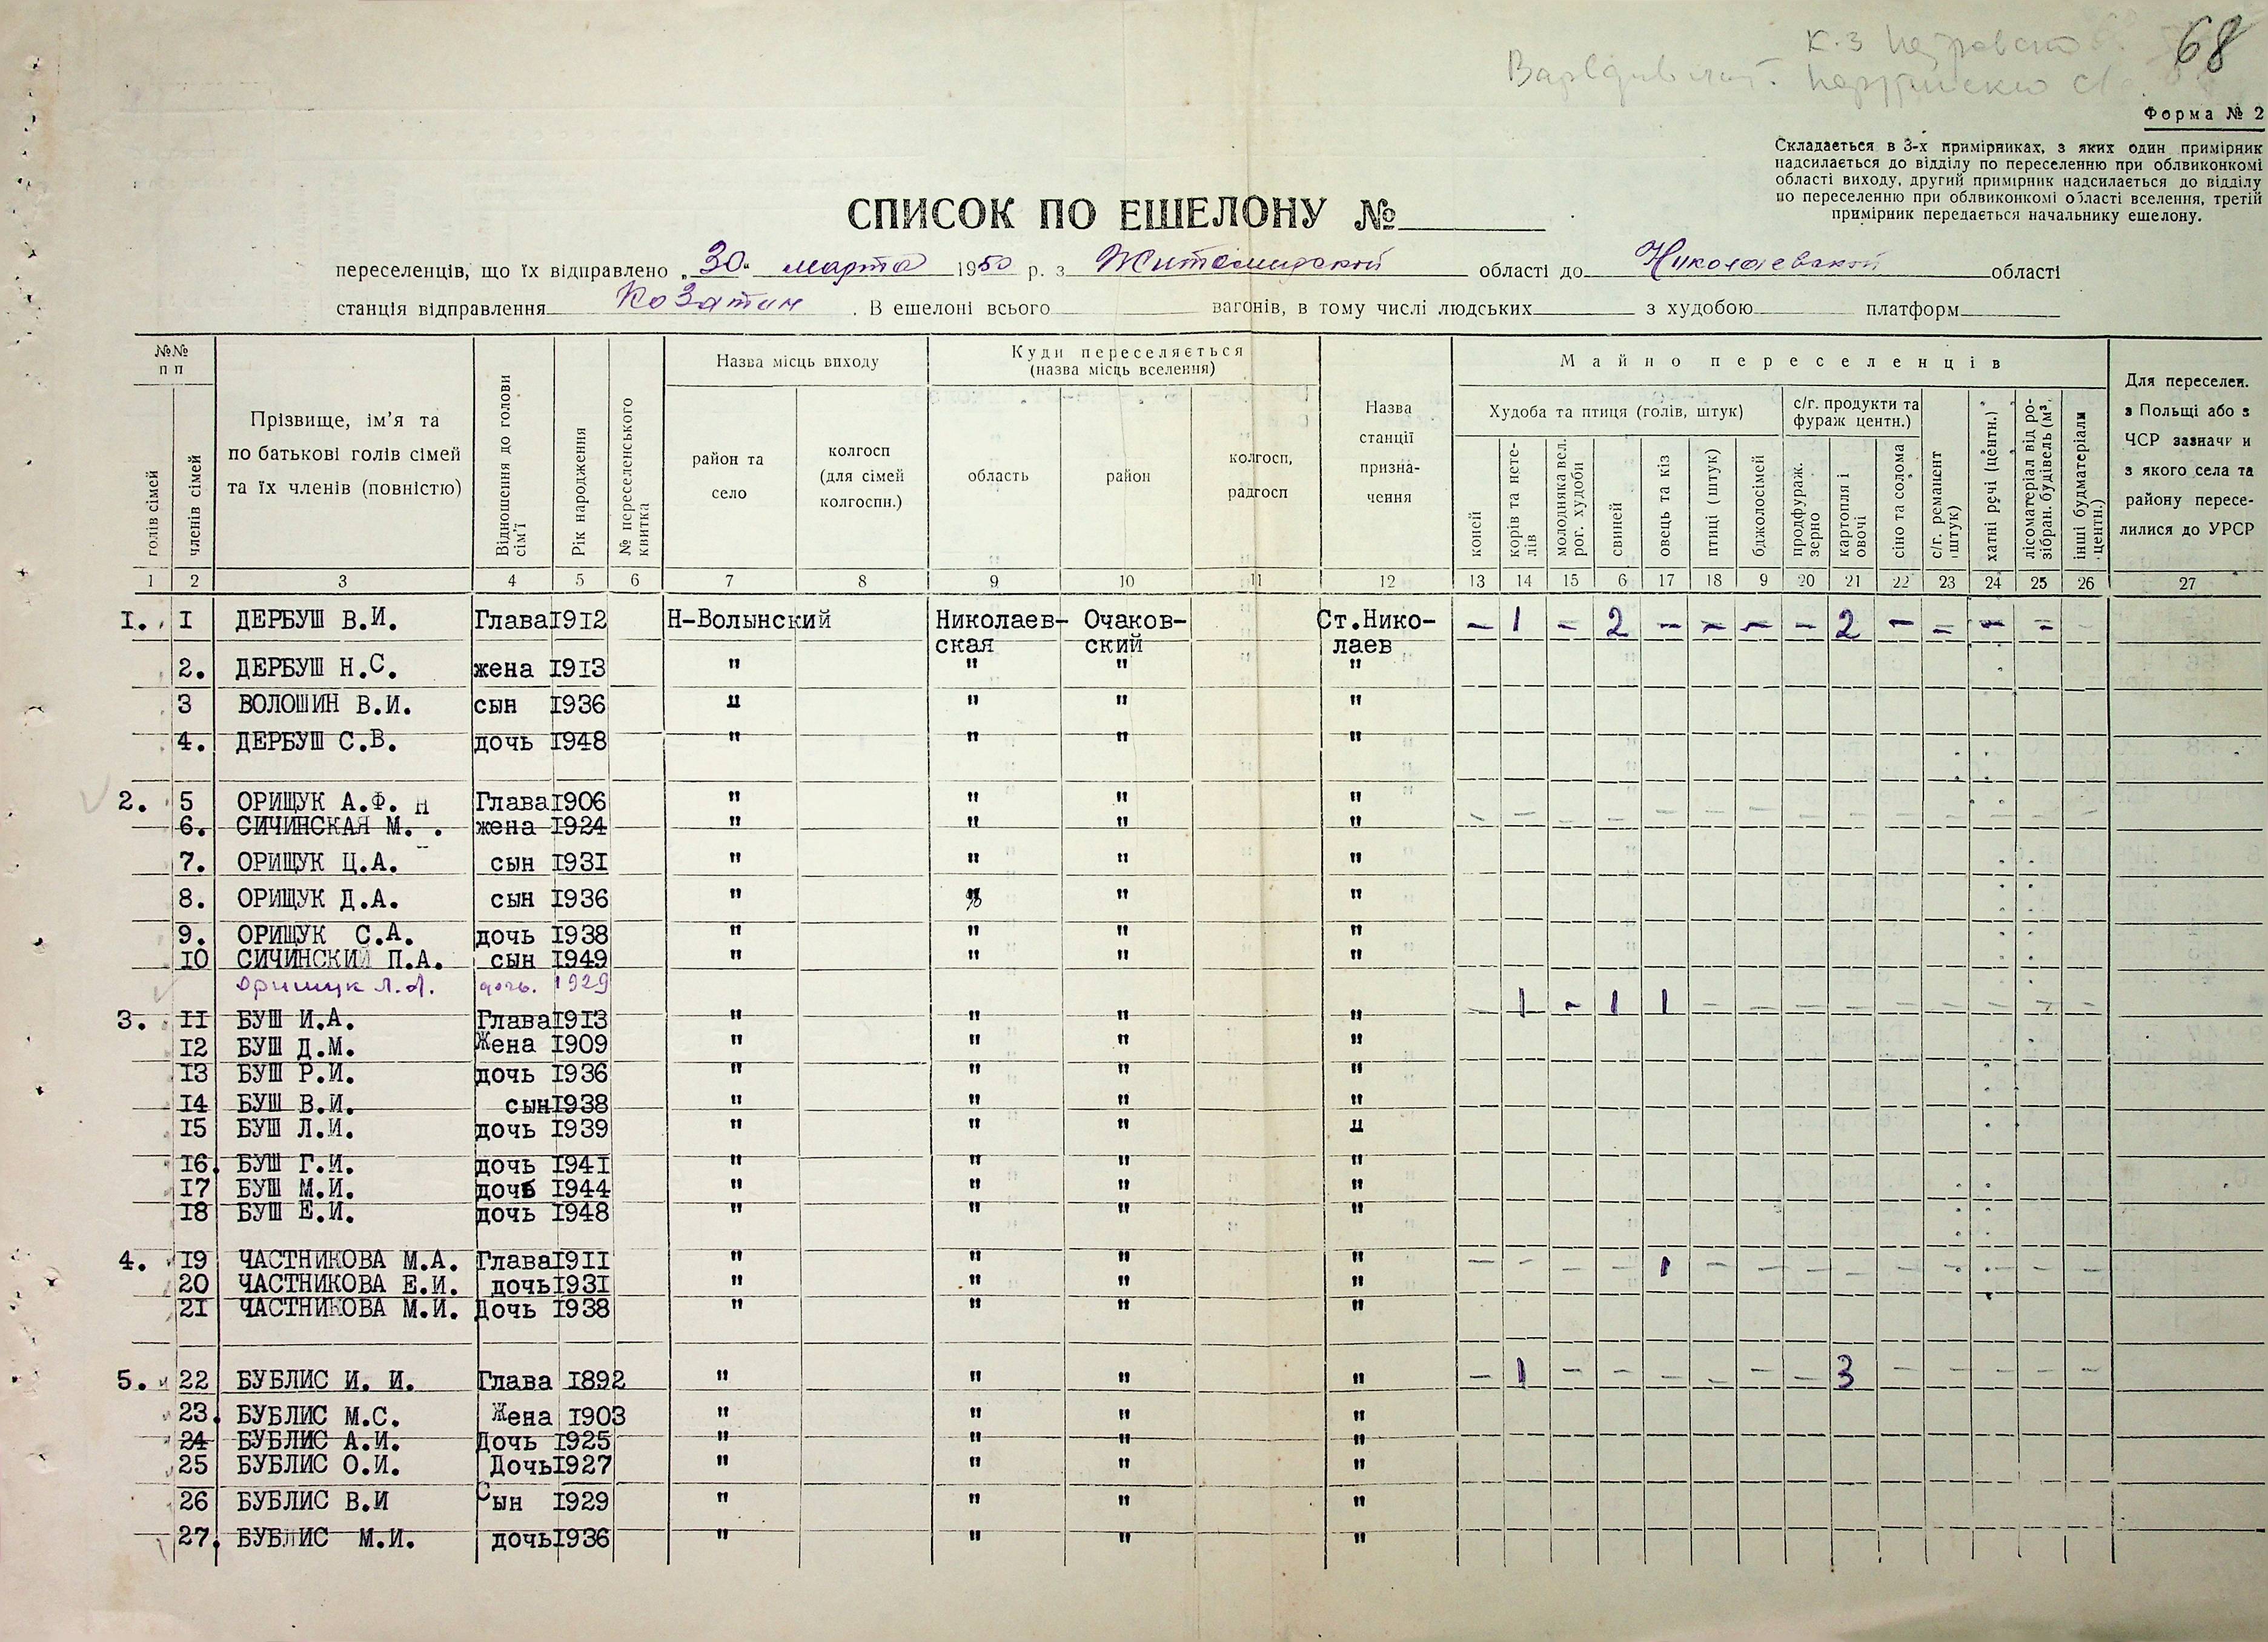 68
к.з Петровско
Форма № 2
Складається в 3-х примірниках, з яких один примірник
надсилається до відділу по переселенню при облвиконкомі
області виходу, другий примірник надсилається до відділу
по переселенню при облвиконкомі області вселення, третій
примірник передається начальнику ешелону.
СПИСОК ПО ЕШЕЛОНУ №
переселенців, що їх відправлено „30“ марта 1950 р. з Житомирской області до Николаевской області
станція відправлення Козатин. В ешелоні всього вагонів, в тому числі людських з худобою платформ
№№ п п
голів сімей
членів сімей
Прізвище, ім’я та по батькові голів сімей та їх членів (повністю)
Відношення до голови сім’ї
Рік народження
№ переселенського квитка
Назва місць виходу
район та село
колгосп (для сімей колгоспн.)
Куди переселяється (назва місць вселення)
область
район
колгосп, радгосп
Назва станції призначення
Майно переселенців
Худоба та птиця (голів, штук)
коней
корів та нетелів
молодняка вел. рог. худоби
свиней
овець та кіз
птиці (штук)
бджолосімей
с/г. продукти та фураж центн.)
продфураж. зерно
картопля і овочі
сіно та солома
с/г. реманент штук)
хатні речі (центн.)
лісоматеріал від розібран. будівель (м³
інші будматеріали центн.)
Для переселен. з Польщі або з ЧСР зазначи и з якого села та району переселилися до УРСР
1 2 3 4 5 6 7 8 9 10 11 12 13 14 15 6 17 18 9 20 21 22 23 24 25 26 27
1. 1 ДЕРБУШ В.И. Глава 1912 Н-Волынский Николаев- Очаков- Ст.Нико- – 1 – 2 – – – – 2 – – – –
ская ский лаев
2. ДЕРБУШ Н.С. жена 1913 " " " "
3 ВОЛОШИН В.И. сын 1936 " " " "
4. ДЕРБУШ С.В. дочь 1948 " " " "
2. 5 ОРИЩУК А.Ф. Глава 1906 " " " " – – – – – – – – – – – – – –
6. СИЧИНСКАЯ М.Н. жена 1924 " " " "
7. ОРИЩУК Ц.А. сын 1931 " " " "
8. ОРИЩУК Д.А. сын 1936 " " " "
9. ОРИЩУК С.А. дочь 1938 " " " "
10 СИЧИНСКИЙ П.А. сын 1949 " " " "
Орищук Л.А. дочь. 1929
3. 11 БУШ И.А. Глава 1913 " " " " – 1 – 1 1 – – – – – – – – –
12 БУШ Д.М. Жена 1909 " " " "
13 БУШ Р.И. дочь 1936 " " " "
14 БУШ В.И. сын 1938 " " " "
15 БУШ Л.И. дочь 1939 " " " "
16. БУШ Г.И. дочь 1941 " " " "
17 БУШ М.И. дочь 1944 " " " "
18 БУШ Е.И. дочь 1948 " " " "
4. 19 ЧАСТНИКОВА М.А. Глава 1911 " " " " – – – – 1 – – – – – – – – –
20 ЧАСТНИКОВА Е.И. дочь 1931 " " " "
21 ЧАСТНИКОВА М.И. Дочь 1938 " " " "
5. 22 БУБЛИС И. И. Глава 1892 " " " " – 1 – – – – – – 3 – – – – –
23. БУБЛИС М.С. Жена 1903 " " " "
24 БУБЛИС А.И. Дочь 1925 " " " "
25 БУБЛИС О.И. Дочь 1927 " " " "
26 БУБЛИС В.И Сын 1929 " " " "
27. БУБЛИС М.И. дочь 1936 " " " "